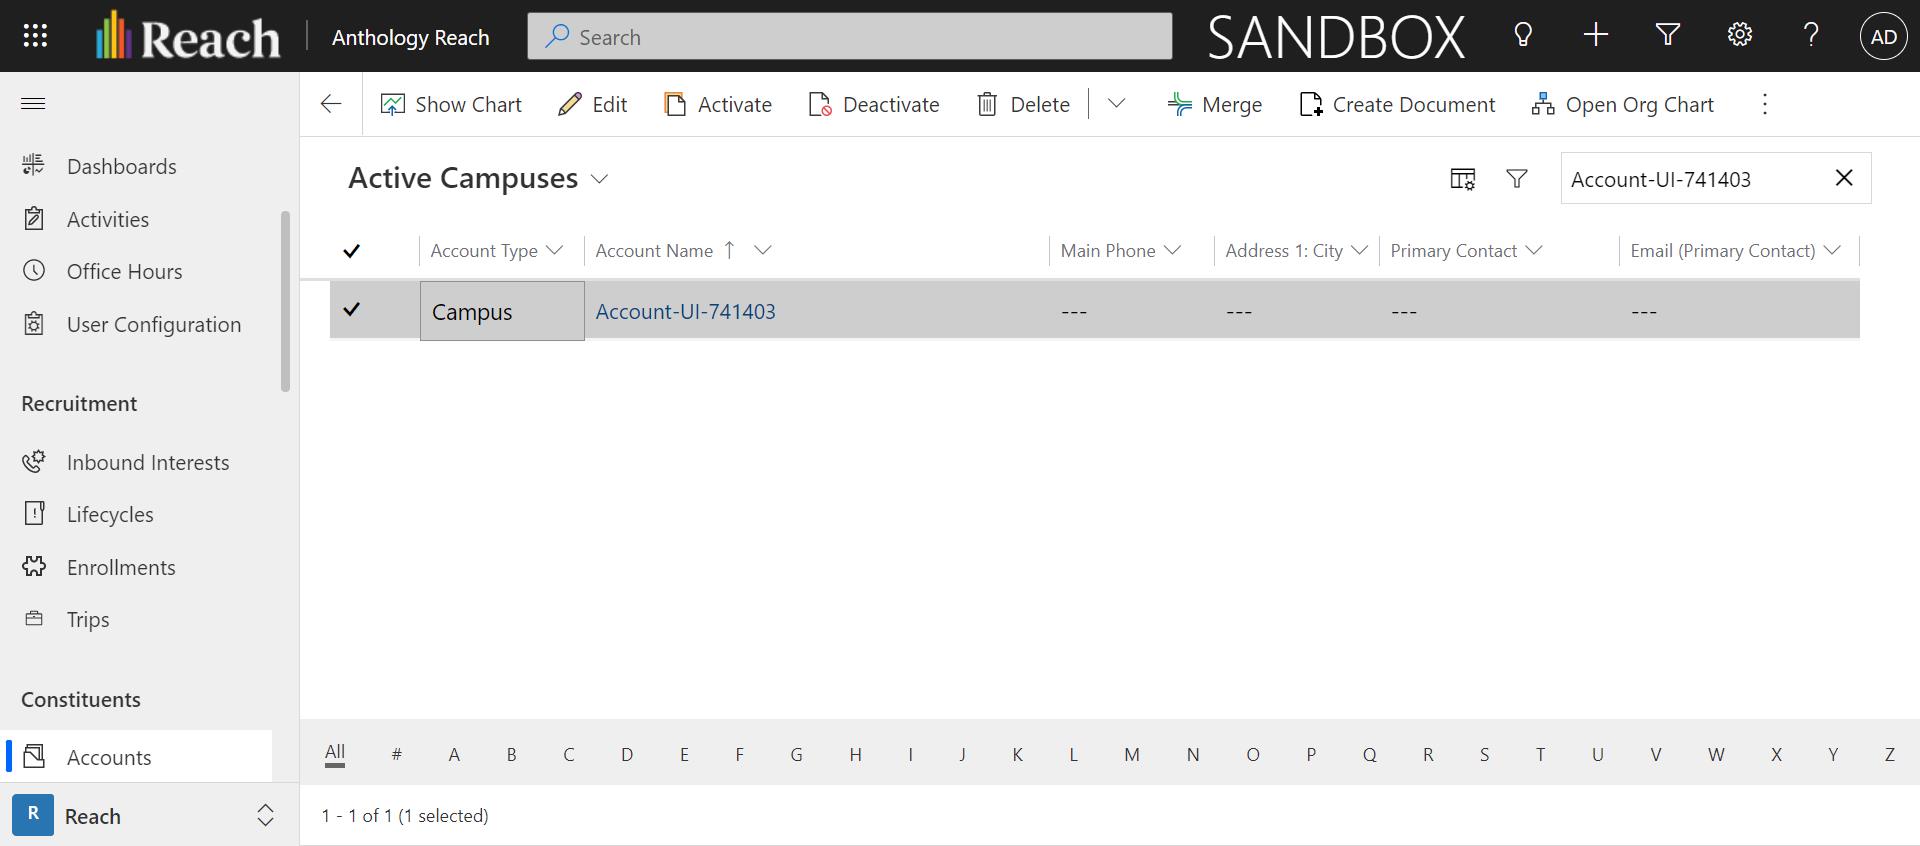 Reach
Anthology Reach
Search
SANDBOX
AD
Show Chart
Edit
Activate
Deactivate
Delete
Merge
Create Document
Open Org Chart
Dashboards
Activities
Office Hours
User Configuration
Recruitment
Inbound Interests
Lifecycles
Enrollments
Trips
Constituents
Accounts
R
Reach
Active Campuses
Account-UI-741403
Account Type
Account Name
Main Phone
Address 1: City
Primary Contact
Email (Primary Contact)
Campus
Account-UI-741403
---
---
---
---
All # A B C D E F G H I J K L M N O P Q R S T U V W X Y Z
1 - 1 of 1 (1 selected)